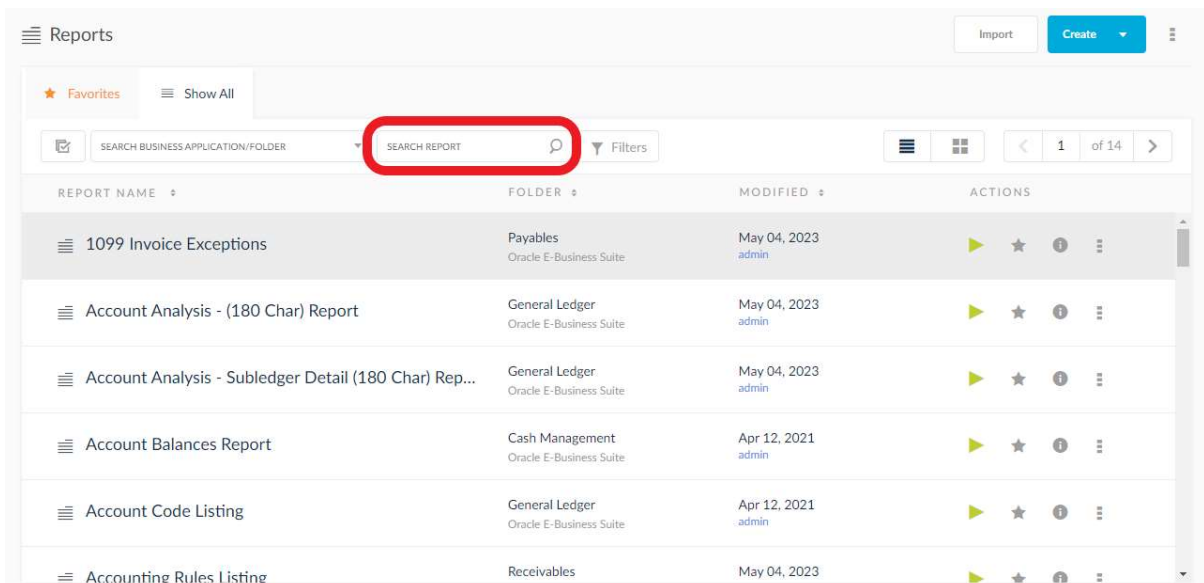 Reports
Import
Create
Favorites
Show All
SEARCH BUSINESS APPLICATION/FOLDER
SEARCH REPORT
Filters
1 of 14
REPORT NAME FOLDER MODIFIED ACTIONS
1099 Invoice Exceptions
Payables
Oracle E-Business Suite
May 04, 2023
admin
Account Analysis - (180 Char) Report
General Ledger
Oracle E-Business Suite
May 04, 2023
admin
Account Analysis - Subledger Detail (180 Char) Rep...
General Ledger
Oracle E-Business Suite
May 04, 2023
admin
Account Balances Report
Cash Management
Oracle E-Business Suite
Apr 12, 2021
admin
Account Code Listing
General Ledger
Oracle E-Business Suite
Apr 12, 2021
admin
Accounting Rules Listing
Receivables
May 04, 2023